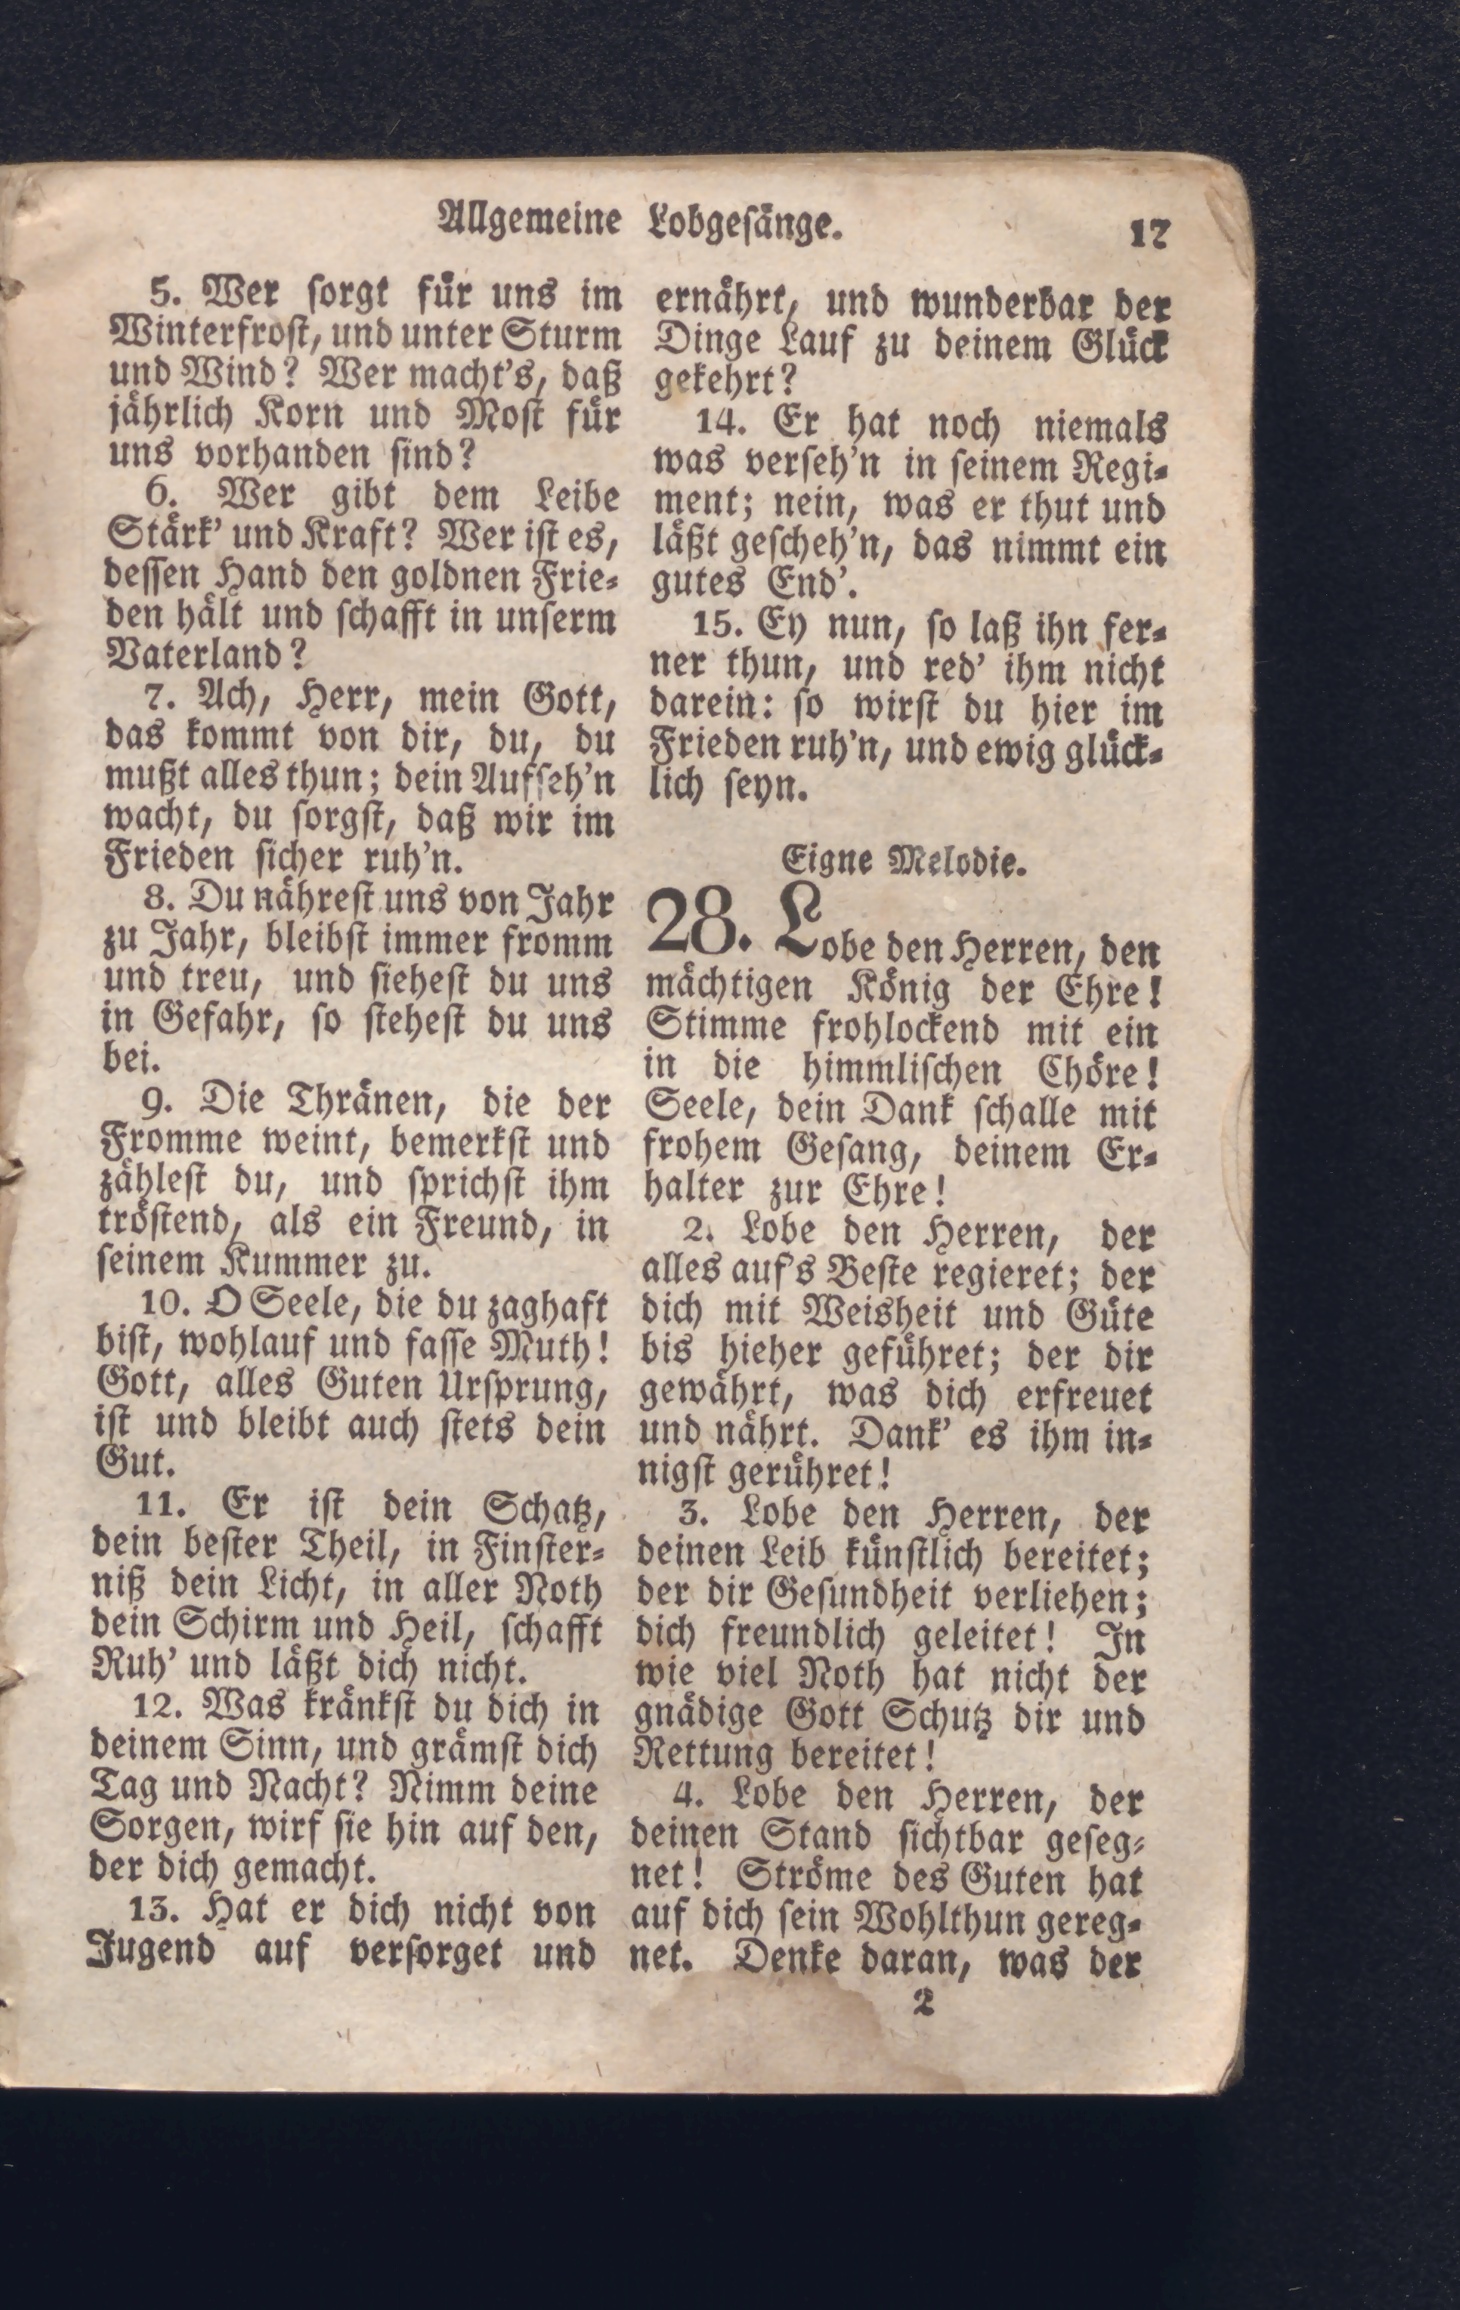 Allgemeine Lobgesänge.
17
5. Wer sorgt für uns im
Winterfrost, und unter Sturm
und Wind? Wer macht's, daß
jährlich Korn und Most für
uns vorhanden sind?
6. Wer gibt dem Leibe
Stärk' und Kraft? Wer ist es,
dessen Hand den goldnen Frie-
den hält und schafft in unserm
Vaterland?
7. Ach, Herr, mein Gott,
das kommt von dir, du, du
mußt alles thun; dein Aufseh'n
wacht, du sorgst, daß wir im
Frieden sicher ruh'n.
8. Du nährest uns von Jahr
zu Jahr, bleibst immer fromm
und treu, und siehest du uns
in Gefahr, so stehest du uns
bei.
9. Die Thränen, die der
Fromme weint, bemerkst und
zählest du, und sprichst ihm
tröstend, als ein Freund, in
seinem Kummer zu.
10. O Seele, die du zaghaft
bist, wohlauf und fasse Muth!
Gott, alles Guten Ursprung,
ist und bleibt auch stets dein
Gut.
11. Er ist dein Schatz,
dein bester Theil, in Finster-
niß dein Licht, in aller Noth
dein Schirm und Heil, schafft
Ruh' und läßt dich nicht.
12. Was kränkst du dich in
deinem Sinn, und grämst dich
Tag und Nacht? Nimm deine
Sorgen, wirf sie hin auf den,
der dich gemacht.
13. Hat er dich nicht von
Jugend auf versorget und
ernährt, und wunderbar der
Dinge Lauf zu deinem Glück
gekehrt?
14. Er hat noch niemals
was verseh'n in seinem Regi-
ment; nein, was er thut und
läßt gescheh'n, das nimmt ein
gutes End'.
15. Ey nun, so laß ihn fer-
ner thun, und red' ihm nicht
darein: so wirst du hier im
Frieden ruh'n, und ewig glück-
lich seyn.
Eigne Melodie.
28. Lobe den Herren, den
mächtigen König der Ehre!
Stimme frohlockend mit ein
in die himmlischen Chöre!
Seele, dein Dank schalle mit
frohem Gesang, deinem Er-
halter zur Ehre!
2. Lobe den Herren, der
alles auf's Beste regieret; der
dich mit Weisheit und Güte
bis hieher geführet; der dir
gewährt, was dich erfreuet
und nährt. Dank' es ihm in-
nigst gerühret!
3. Lobe den Herren, der
deinen Leib künstlich bereitet;
der dir Gesundheit verliehen;
dich freundlich geleitet! In
wie viel Noth hat nicht der
gnädige Gott Schutz dir und
Rettung bereitet!
4. Lobe den Herren, der
deinen Stand sichtbar geseg-
net! Ströme des Guten hat
auf dich sein Wohlthun gereg-
net. Denke daran, was der
2